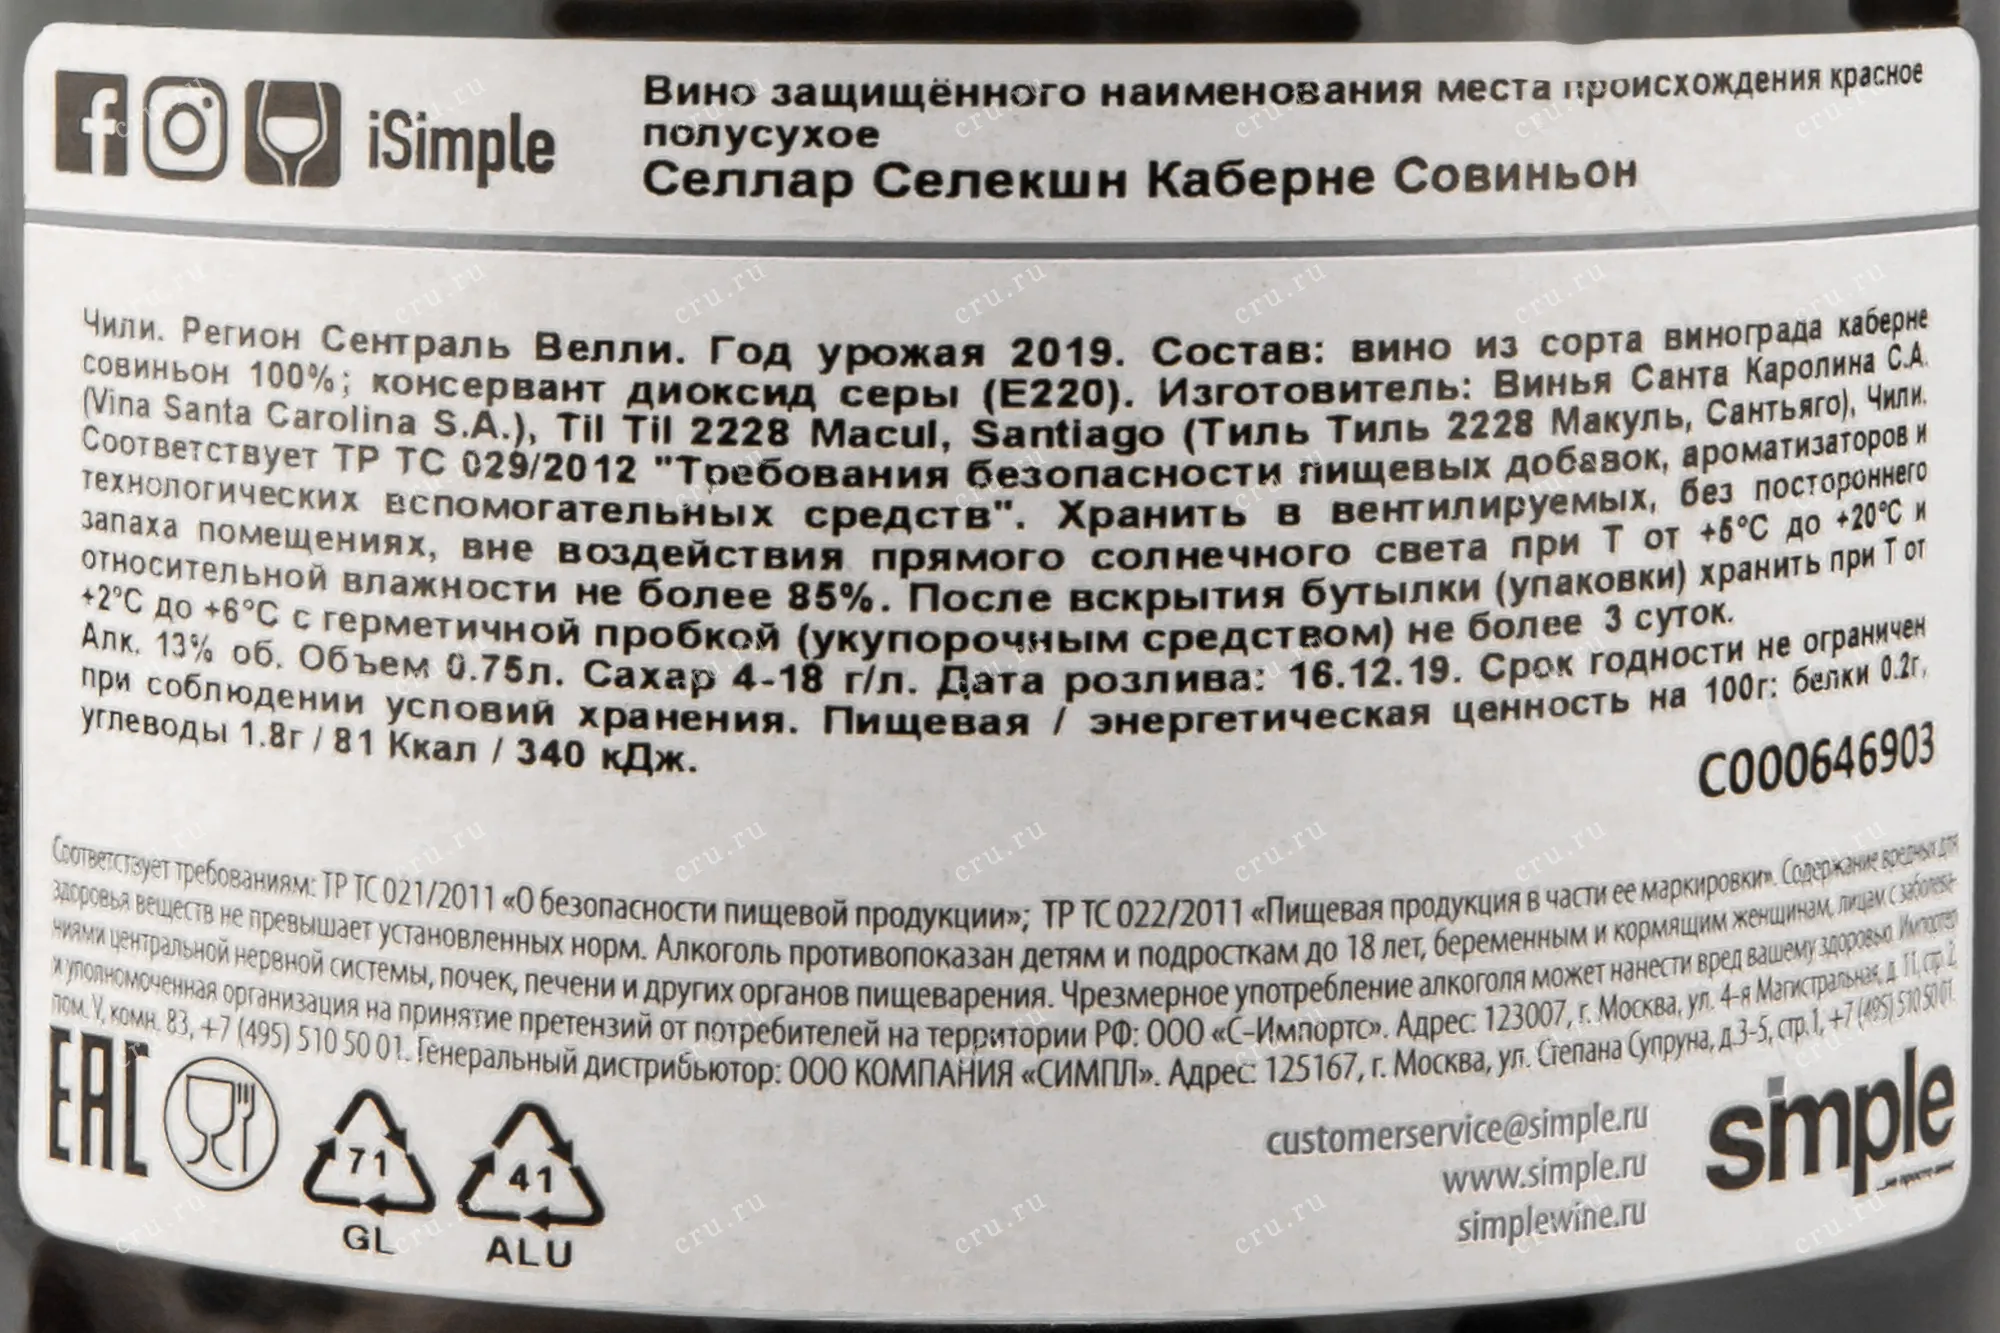 iSimple
Вино защищённого наименования места происхождения красное
полусухое
Селлар Селекшн Каберне Совиньон
Чили. Регион Сентраль Велли. Год урожая 2019. Состав: вино из сорта винограда каберне
совиньон 100%; консервант диоксид серы (Е220). Изготовитель: Винья Санта Каролина С.А.
(Vina Santa Carolina S.A.), Til Til 2228 Macul, Santiago (Тиль Тиль 2228 Макуль, Сантьяго), Чили.
Соответствует ТР ТС 029/2012 "Требования безопасности пищевых добавок, ароматизаторов и
технологических вспомогательных средств". Хранить в вентилируемых, без постороннего
запаха помещениях, вне воздействия прямого солнечного света при Т от +5°С до +20°С и
относительной влажности не более 85%. После вскрытия бутылки (упаковки) хранить при Т от
+2°С до +6°С с герметичной пробкой (укупорочным средством) не более 3 суток.
Алк. 13% об. Объем 0.75л. Сахар 4-18 г/л. Дата розлива: 16.12.19. Срок годности не ограничен
при соблюдении условий хранения. Пищевая / энергетическая ценность на 100г: белки 0.2г,
углеводы 1.8г / 81 Ккал / 340 кДж.
С000646903
Соответствует требованиям: ТР ТС 021/2011 «О безопасности пищевой продукции»; ТР ТС 022/2011 «Пищевая продукция в части ее маркировки». Содержание вредных для
здоровья веществ не превышает установленных норм. Алкоголь противопоказан детям и подросткам до 18 лет, беременным и кормящим женщинам, лицам с заболева-
ниями центральной нервной системы, почек, печени и других органов пищеварения. Чрезмерное употребление алкоголя может нанести вред вашему здоровью. Импортер
и уполномоченная организация на принятие претензий от потребителей на территории РФ: ООО «С-Импортс». Адрес: 123007, г. Москва, ул. 4-я Магистральная, д. 11, стр. 2,
пом. V, комн. 83, +7 (495) 510 50 01. Генеральный дистрибьютор: ООО КОМПАНИЯ «СИМПЛ». Адрес: 125167, г. Москва, ул. Степана Супруна, д.3-5, стр.1, +7 (495) 510 50 01.
EAC
71
GL
41
ALU
customerservice@simple.ru
www.simple.ru
simplewine.ru
simple
...не просто вино
cru.ru